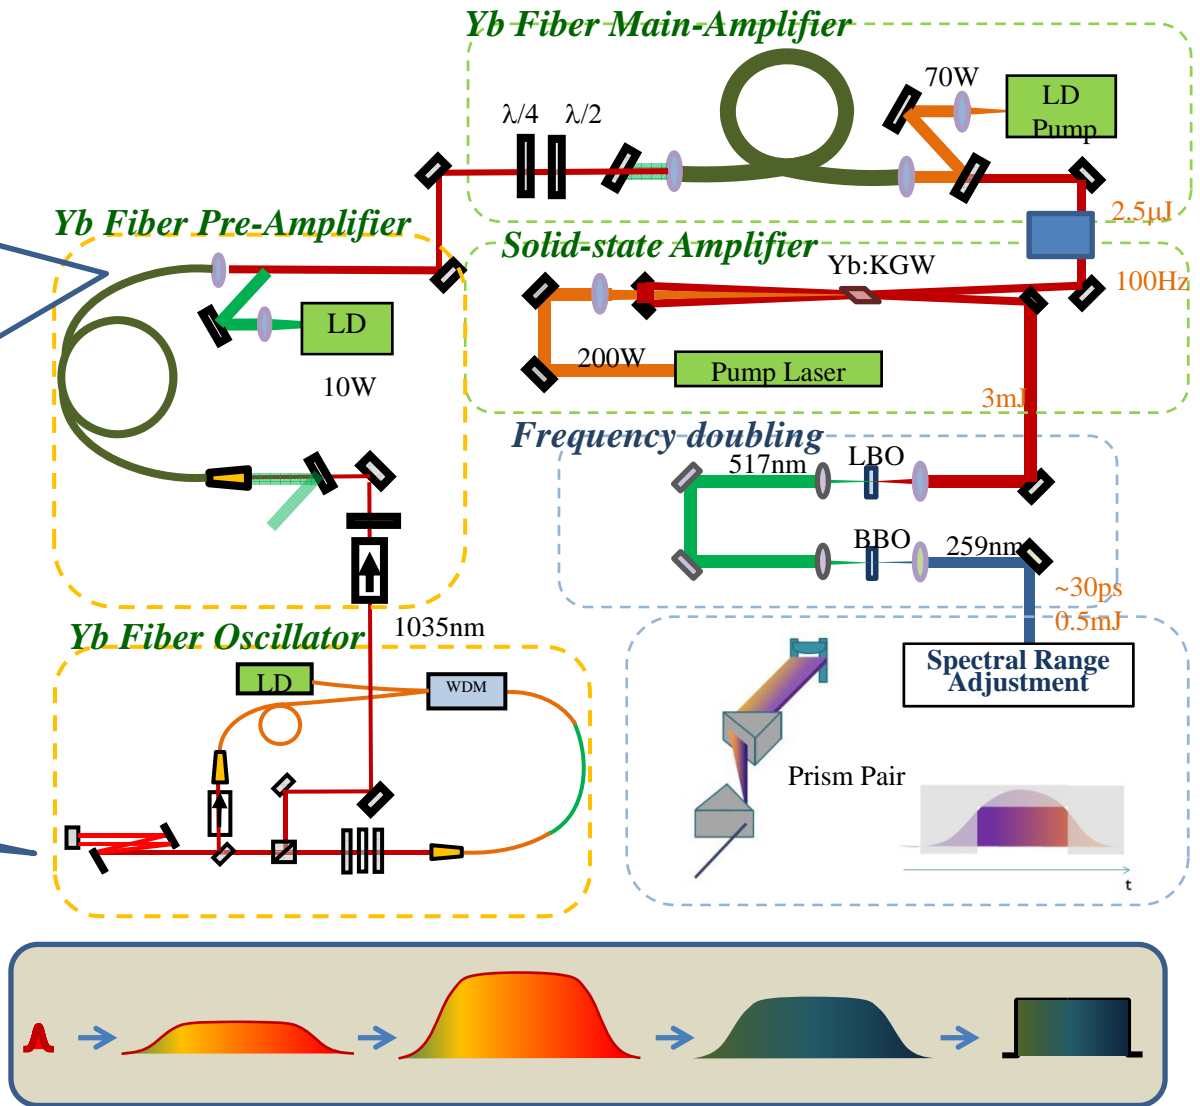 Yb Fiber Main-Amplifier
70W
LD
Pump
λ/4
λ/2
2.5μJ
Yb Fiber Pre-Amplifier
Solid-state Amplifier
Yb:KGW
100Hz
LD
10W
200W
Pump Laser
3mJ
Frequency doubling
517nm
LBO
BBO
259nm
~30ps
0.5mJ
1035nm
Yb Fiber Oscillator
LD
WDM
Spectral Range
Adjustment
Prism Pair
t